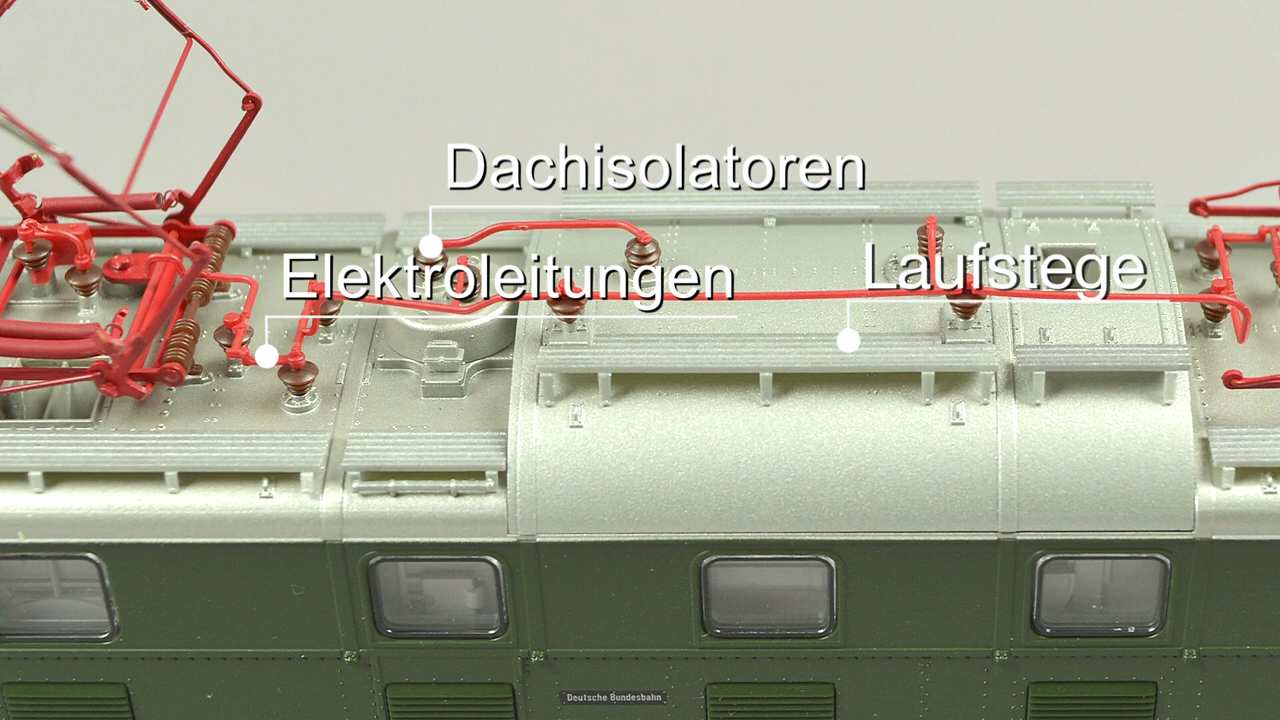 Dachisolatoren
Elektroleitungen
Laufstege
Deutsche Bundesbahn